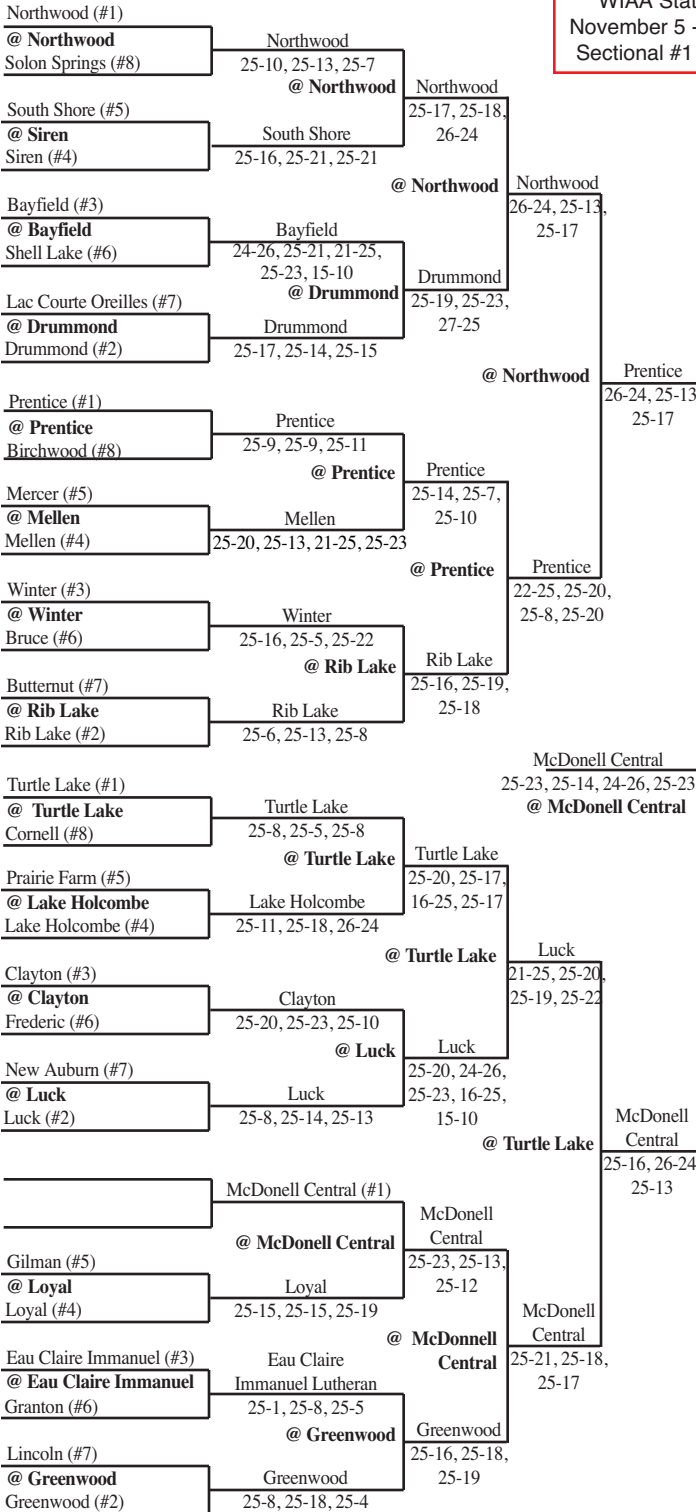 WIAA Stat
November 5 -
Sectional #1
Northwood (#1)
@ Northwood
Solon Springs (#8)
South Shore (#5)
@ Siren
Siren (#4)
Bayfield (#3)
@ Bayfield
Shell Lake (#6)
Lac Courte Oreilles (#7)
@ Drummond
Drummond (#2)
Prentice (#1)
@ Prentice
Birchwood (#8)
Mercer (#5)
@ Mellen
Mellen (#4)
Winter (#3)
@ Winter
Bruce (#6)
Butternut (#7)
@ Rib Lake
Rib Lake (#2)
Turtle Lake (#1)
@ Turtle Lake
Cornell (#8)
Prairie Farm (#5)
@ Lake Holcombe
Lake Holcombe (#4)
Clayton (#3)
@ Clayton
Frederic (#6)
New Auburn (#7)
@ Luck
Luck (#2)
Gilman (#5)
@ Loyal
Loyal (#4)
Eau Claire Immanuel (#3)
@ Eau Claire Immanuel
Granton (#6)
Lincoln (#7)
@ Greenwood
Greenwood (#2)
Northwood
25-10, 25-13, 25-7
@ Northwood
South Shore
25-16, 25-21, 25-21
Bayfield
24-26, 25-21, 21-25,
25-23, 15-10
@ Drummond
Drummond
25-17, 25-14, 25-15
Prentice
25-9, 25-9, 25-11
@ Prentice
Mellen
25-20, 25-13, 21-25, 25-23
Winter
25-16, 25-5, 25-22
@ Rib Lake
Rib Lake
25-6, 25-13, 25-8
Turtle Lake
25-8, 25-5, 25-8
@ Turtle Lake
Lake Holcombe
25-11, 25-18, 26-24
Clayton
25-20, 25-23, 25-10
@ Luck
Luck
25-8, 25-14, 25-13
McDonell Central (#1)
@ McDonell Central
Loyal
25-15, 25-15, 25-19
Eau Claire
Immanuel Lutheran
25-1, 25-8, 25-5
@ Greenwood
Greenwood
25-8, 25-18, 25-4
Northwood
25-17, 25-18,
26-24
@ Northwood
Drummond
25-19, 25-23,
27-25
Prentice
25-14, 25-7,
25-10
@ Prentice
Rib Lake
25-16, 25-19,
25-18
Turtle Lake
25-20, 25-17,
16-25, 25-17
@ Turtle Lake
Luck
25-20, 24-26,
25-23, 16-25,
15-10
McDonell
Central
25-23, 25-13,
25-12
@ McDonnell
Central
Greenwood
25-16, 25-18,
25-19
Northwood
26-24, 25-13,
25-17
@ Northwood
Prentice
22-25, 25-20,
25-8, 25-20
Luck
21-25, 25-20,
25-19, 25-22
@ Turtle Lake
McDonell
Central
25-21, 25-18,
25-17
Prentice
26-24, 25-13
25-17
McDonell Central
25-23, 25-14, 24-26, 25-23
@ McDonell Central
McDonell
Central
25-16, 26-24
25-13